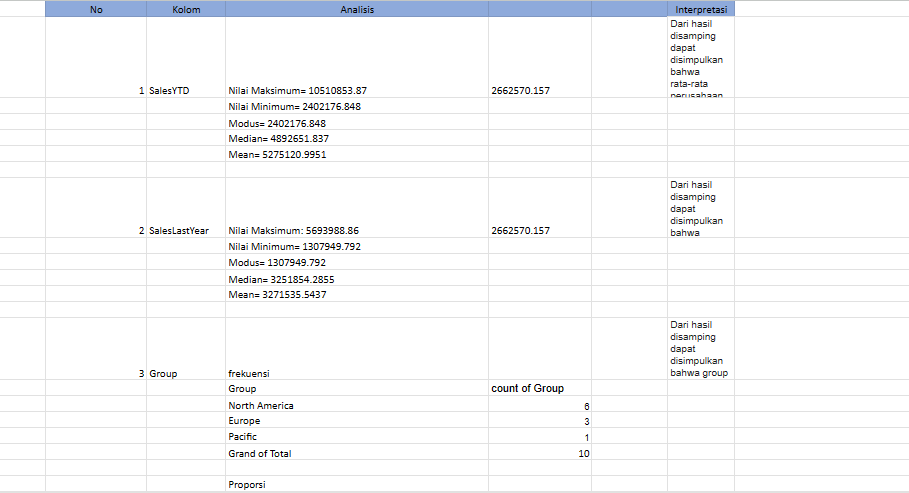 No Kolom Analisis Interpretasi
Dari hasil
disamping
dapat
disimpulkan
bahwa
rata-rata
perusahaan
1 SalesYTD Nilai Maksimum= 10510853.87 2662570.157
Nilai Minimum= 2402176.848
Modus= 2402176.848
Median= 4892651.837
Mean= 5275120.9951
Dari hasil
disamping
dapat
disimpulkan
bahwa
2 SalesLastYear Nilai Maksimum: 5693988.86 2662570.157
Nilai Minimum= 1307949.792
Modus= 1307949.792
Median= 3251854.2855
Mean= 3271535.5437
Dari hasil
disamping
dapat
disimpulkan
bahwa group
3 Group frekuensi
Group count of Group
North America 6
Europe 3
Pacific 1
Grand of Total 10
Proporsi